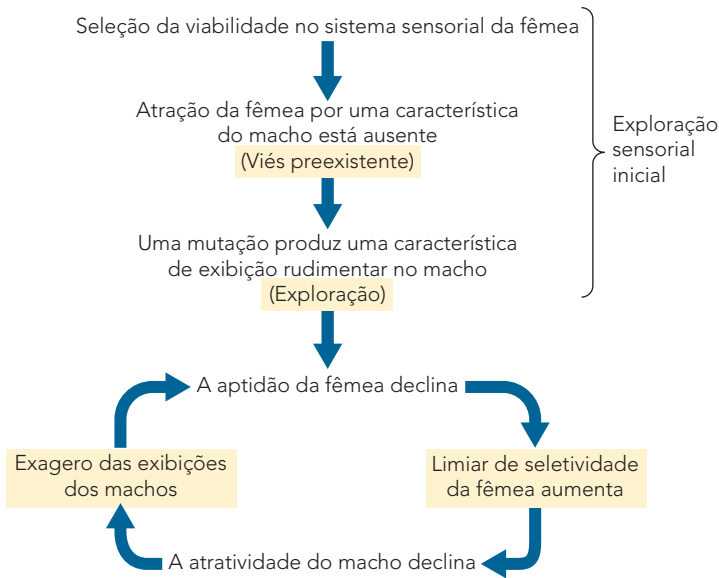 Seleção da viabilidade no sistema sensorial da fêmea
Atração da fêmea por uma característica
do macho está ausente
(Viés preexistente)
Uma mutação produz uma característica
de exibição rudimentar no macho
(Exploração)
Exploração
sensorial
inicial
A aptidão da fêmea declina
Limiar de seletividade
da fêmea aumenta
A atratividade do macho declina
Exagero das exibições
dos machos